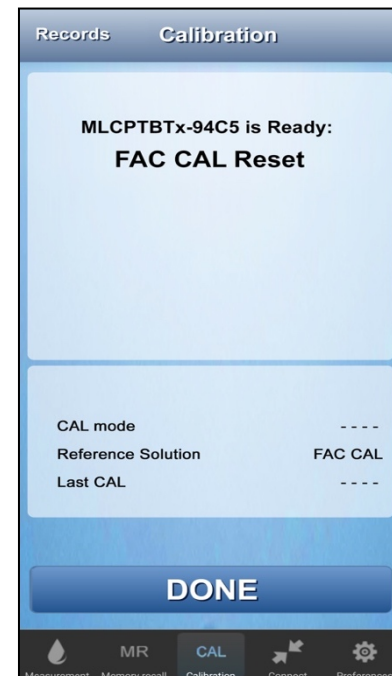 Records Calibration
MLCPTBTx-94C5 is Ready:
FAC CAL Reset
CAL mode - - - -
Reference Solution FAC CAL
Last CAL - - - -
DONE
MR CAL
Measurement Memory recall Calibration Connect Preference